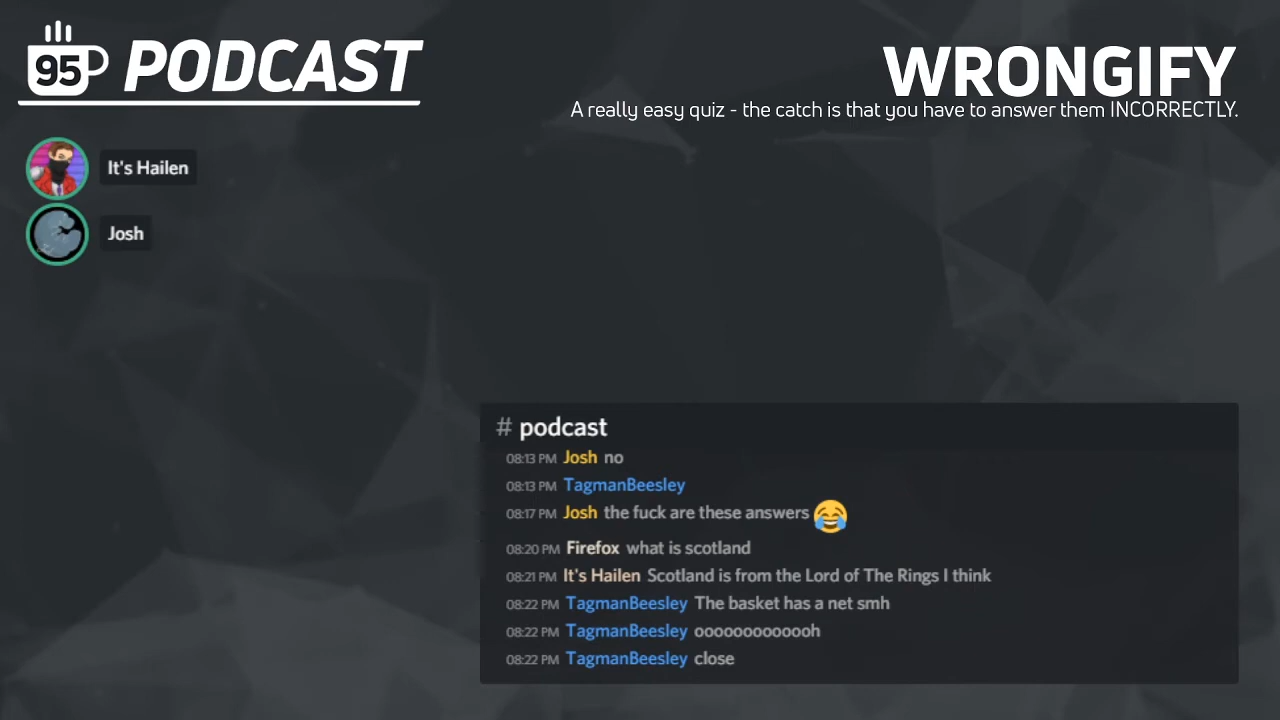 95 PODCAST
WRONGIFY
A really easy quiz - the catch is that you have to answer them INCORRECTLY.
It's Hailen
Josh
# podcast
08:13 PM Josh no
08:13 PM TagmanBeesley
08:17 PM Josh the fuck are these answers 😂
08:20 PM Firefox what is scotland
08:21 PM It's Hailen Scotland is from the Lord of The Rings I think
08:22 PM TagmanBeesley The basket has a net smh
08:22 PM TagmanBeesley oooooooooooooh
08:22 PM TagmanBeesley close